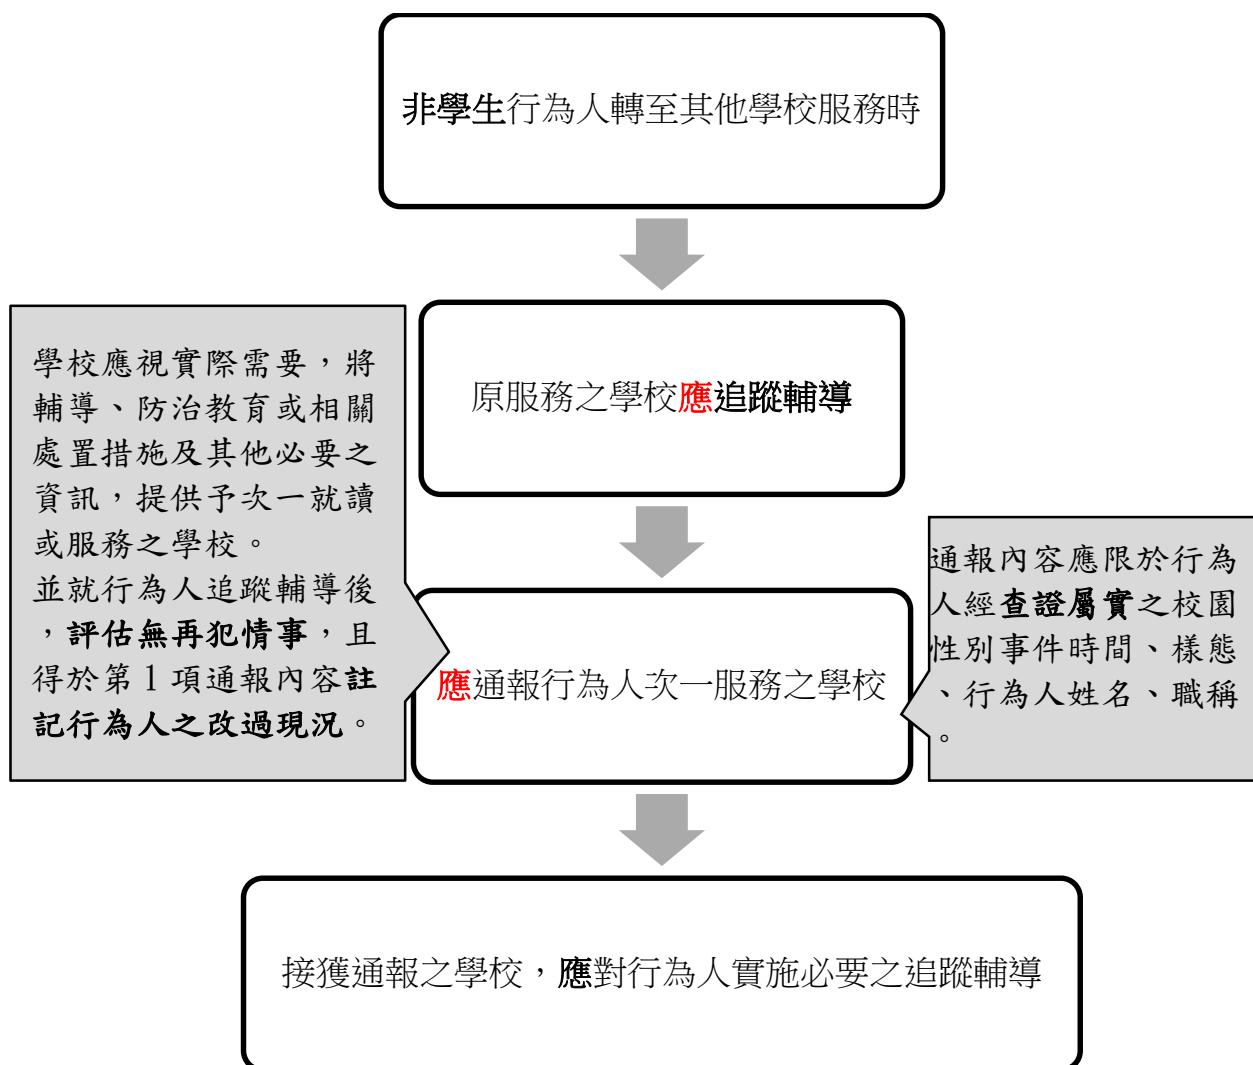 非學生行為人轉至其他學校服務時
原服務之學校應追蹤輔導
學校應視實際需要，將
輔導、防治教育或相關
處置措施及其他必要之
資訊，提供予次一就讀
或服務之學校。
並就行為人追蹤輔導後
，評估無再犯情事，且
得於第1項通報內容註
記行為人之改過現況。
應通報行為人次一服務之學校
通報內容應限於行為
人經查證屬實之校園
性別事件時間、樣態
、行為人姓名、職稱
。
接獲通報之學校，應對行為人實施必要之追蹤輔導